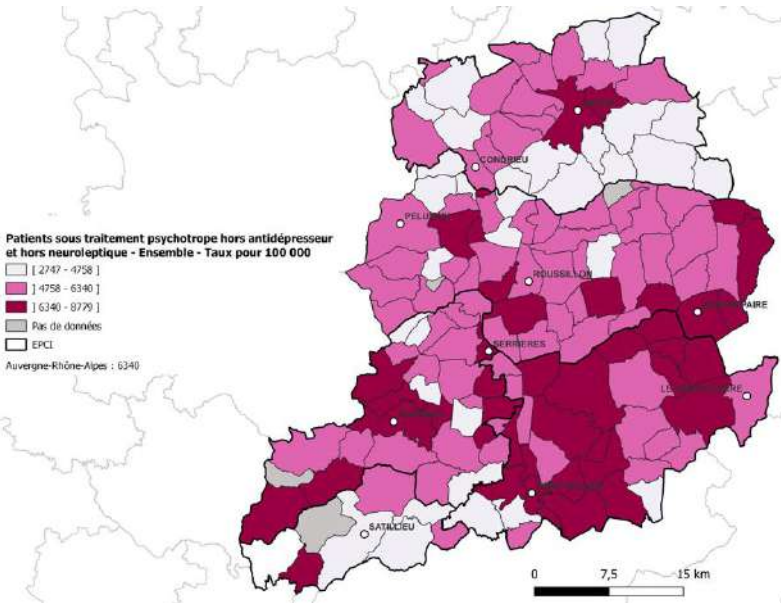 CONDRIEU
ROUSSILLON
SERRIERES
SATILLIEU
Patients sous traitement psychotrope hors antidépresseur
et hors neuroleptique - Ensemble - Taux pour 100 000
[ 2747 - 4758 ]
] 4758 - 6340 ]
] 6340 - 8779 ]
Pas de données
EPCI
Auvergne-Rhône-Alpes : 6340
0 7,5 15 km